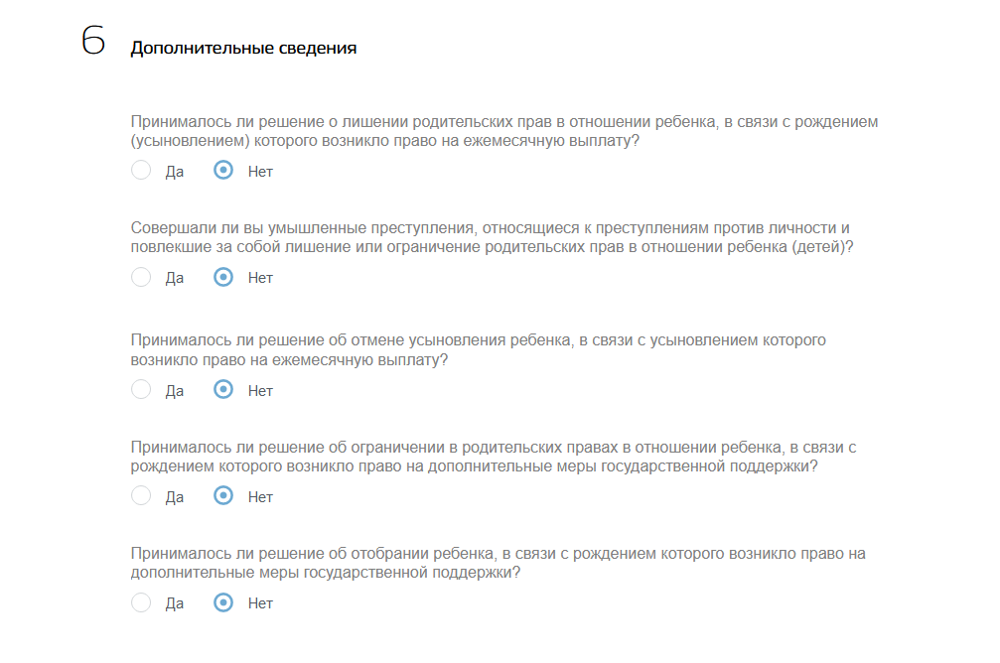 6 Дополнительные сведения
Принималось ли решение о лишении родительских прав в отношении ребенка, в связи с рождением
(усыновлением) которого возникло право на ежемесячную выплату?
Да Нет
Совершали ли вы умышленные преступления, относящиеся к преступлениям против личности и
повлекшие за собой лишение или ограничение родительских прав в отношении ребенка (детей)?
Да Нет
Принималось ли решение об отмене усыновления ребенка, в связи с усыновлением которого
возникло право на ежемесячную выплату?
Да Нет
Принималось ли решение об ограничении в родительских правах в отношении ребенка, в связи с
рождением которого возникло право на дополнительные меры государственной поддержки?
Да Нет
Принималось ли решение об отобрании ребенка, в связи с рождением которого возникло право на
дополнительные меры государственной поддержки?
Да Нет